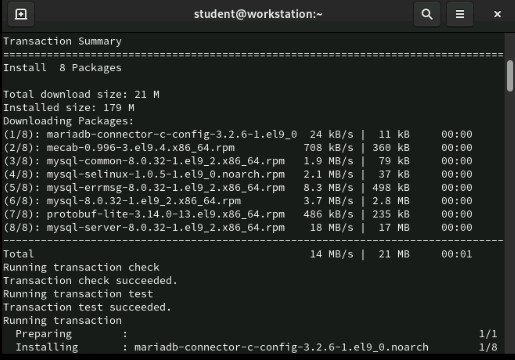 student@workstation:~
Transaction Summary
================================================================================
Install  8 Packages
Total download size: 21 M
Installed size: 179 M
Downloading Packages:
(1/8): mariadb-connector-c-config-3.2.6-1.el9_0  24 kB/s |  11 kB     00:00
(2/8): mecab-0.996-3.el9.4.x86_64.rpm           708 kB/s | 360 kB     00:00
(3/8): mysql-common-8.0.32-1.el9_2.x86_64.rpm   1.9 MB/s |  79 kB     00:00
(4/8): mysql-selinux-1.0.5-1.el9_0.noarch.rpm   2.1 MB/s |  37 kB     00:00
(5/8): mysql-errmsg-8.0.32-1.el9_2.x86_64.rpm   8.3 MB/s | 498 kB     00:00
(6/8): mysql-8.0.32-1.el9_2.x86_64.rpm          3.7 MB/s | 2.8 MB     00:00
(7/8): protobuf-lite-3.14.0-13.el9.x86_64.rpm   486 kB/s | 235 kB     00:00
(8/8): mysql-server-8.0.32-1.el9_2.x86_64.rpm    18 MB/s |  17 MB     00:00
--------------------------------------------------------------------------------
Total                                            14 MB/s |  21 MB     00:01
Running transaction check
Transaction check succeeded.
Running transaction test
Transaction test succeeded.
Running transaction
  Preparing        :                                                        1/1
  Installing       : mariadb-connector-c-config-3.2.6-1.el9_0.noarch        1/8